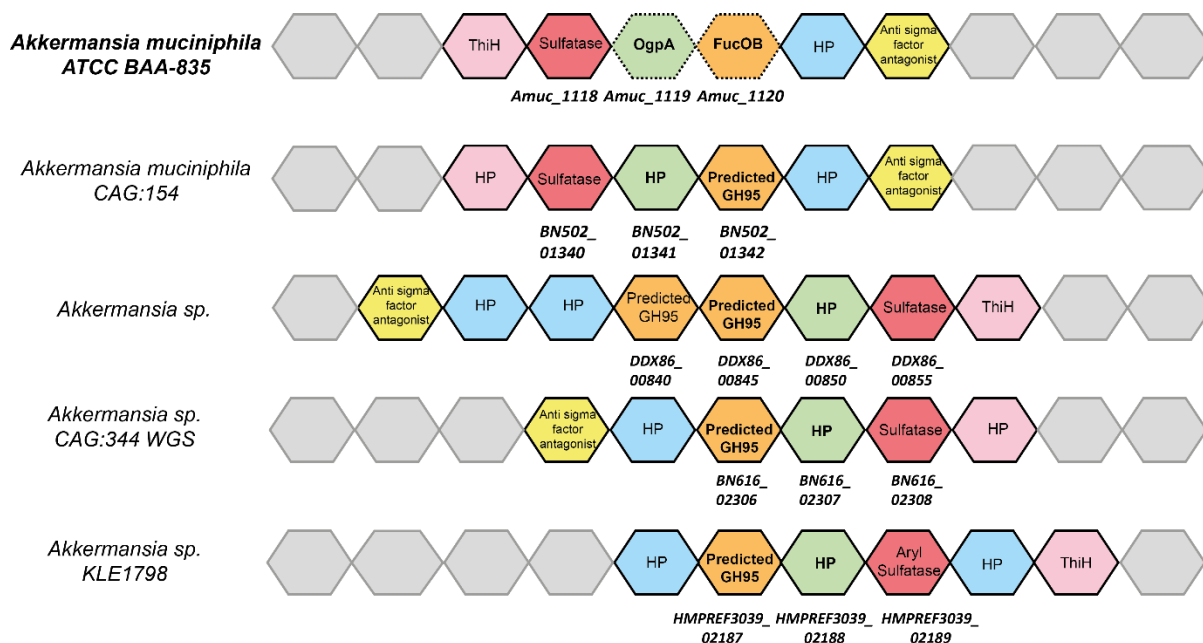 Akkermansia muciniphila
ATCC BAA-835
ThiH
Sulfatase
OgpA
FucOB
HP
Anti sigma
factor
antagonist
Amuc_1118
Amuc_1119
Amuc_1120
Akkermansia muciniphila
CAG:154
HP
Sulfatase
HP
Predicted
GH95
HP
Anti sigma
factor
antagonist
BN502_
01340
BN502_
01341
BN502_
01342
Akkermansia sp.
Anti sigma
factor
antagonist
HP
HP
Predicted
GH95
Predicted
GH95
HP
Sulfatase
ThiH
DDX86_
00840
DDX86_
00845
DDX86_
00850
DDX86_
00855
Akkermansia sp.
CAG:344 WGS
Anti sigma
factor
antagonist
HP
Predicted
GH95
HP
Sulfatase
HP
BN616_
02306
BN616_
02307
BN616_
02308
Akkermansia sp.
KLE1798
HP
Predicted
GH95
HP
Aryl
Sulfatase
HP
ThiH
HMPREF3039_
02187
HMPREF3039_
02188
HMPREF3039_
02189